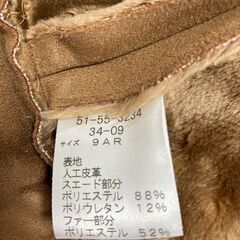 51-55-3234
34-09
サイズ 9AR
表地
人工皮革
スエード部分
ポリエステル 88%
ポリウレタン 12%
ファー部分
ポリエステル 52%